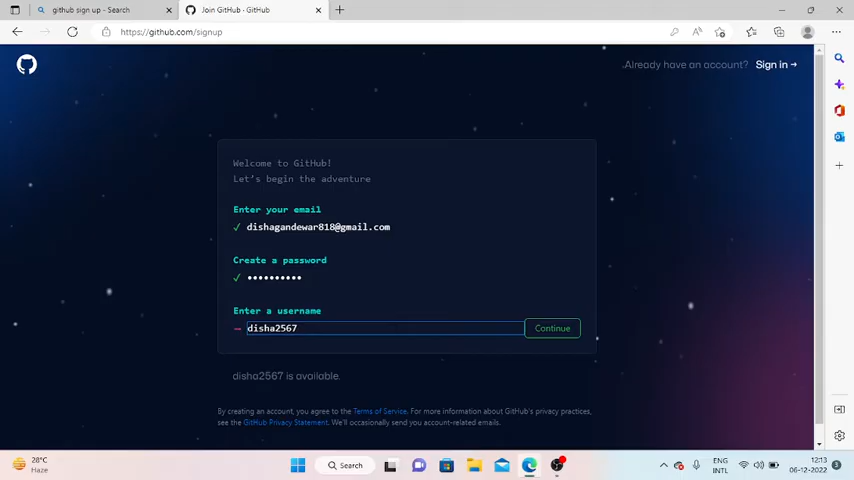 github sign up - Search
Join GitHub · GitHub
https://github.com/signup
Already have an account? Sign in →
Welcome to GitHub!
Let's begin the adventure
Enter your email
✓ dishagandewar818@gmail.com
Create a password
✓ ••••••••••
Enter a username
disha2567
Continue
disha2567 is available.
By creating an account, you agree to the Terms of Service. For more information about GitHub's privacy practices,
see the GitHub Privacy Statement. We'll occasionally send you account-related emails.
28°C
Haze
Search
ENG
INTL
12:13
06-12-2022
3